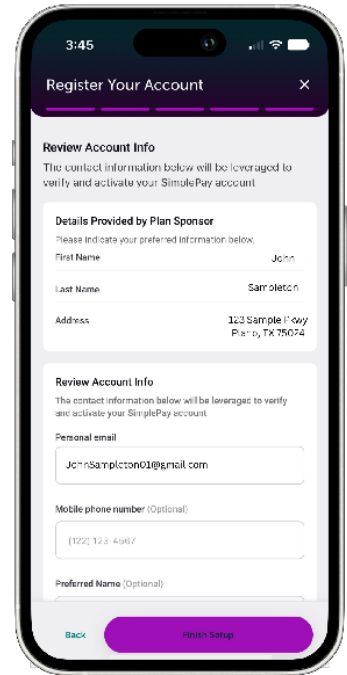 3:45
Register Your Account
Review Account Info
The contact information below will be leveraged to
verify and activate your SimplePay account
Details Provided by Plan Sponsor
Please indicate your preferred information below.
First Name John
Last Name Sampleton
Address 123 Sample Pkwy
Plano, TX 75024
Review Account Info
The contact information below will be leveraged to verify
and activate your SimplePay account
Personal email
JohnSampleton01@gmail.com
Mobile phone number (Optional)
(122) 123-4567
Preferred Name (Optional)
Back Finish Setup